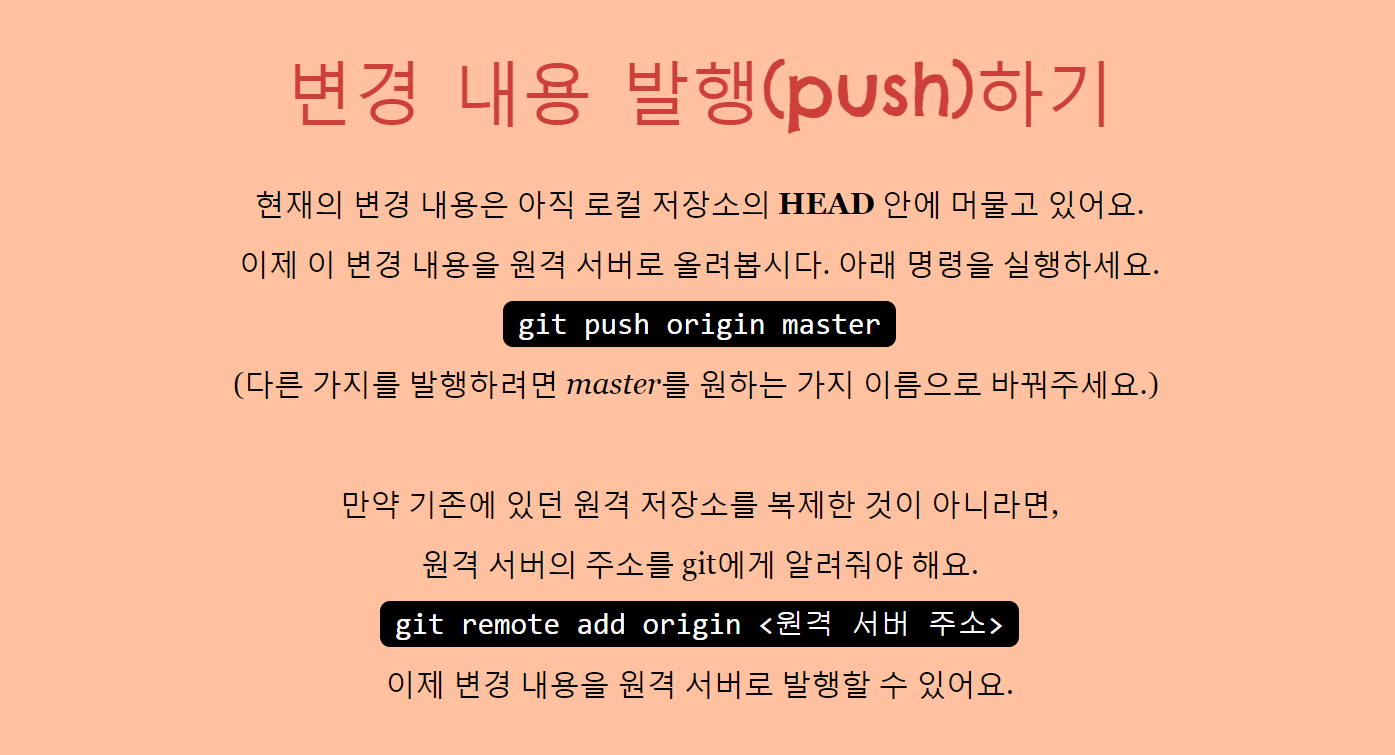 변경 내용 발행(push)하기
현재의 변경 내용은 아직 로컬 저장소의 HEAD 안에 머물고 있어요.
이제 이 변경 내용을 원격 서버로 올려봅시다. 아래 명령을 실행하세요.
git push origin master
(다른 가지를 발행하려면 master를 원하는 가지 이름으로 바꿔주세요.)
만약 기존에 있던 원격 저장소를 복제한 것이 아니라면,
원격 서버의 주소를 git에게 알려줘야 해요.
git remote add origin <원격 서버 주소>
이제 변경 내용을 원격 서버로 발행할 수 있어요.